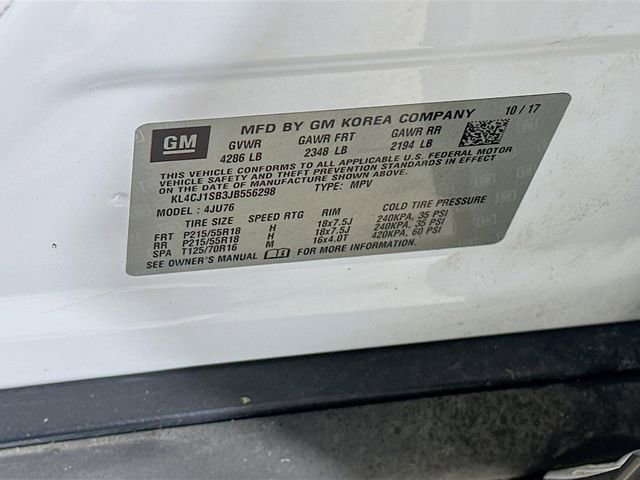 GM
MFD BY GM KOREA COMPANY 10 / 17
GVWR GAWR FRT GAWR RR
4286 LB 2348 LB 2194 LB
THIS VEHICLE CONFORMS TO ALL APPLICABLE U.S. FEDERAL MOTOR
VEHICLE SAFETY AND THEFT PREVENTION STANDARDS IN EFFECT
ON THE DATE OF MANUFACTURE SHOWN ABOVE.
KL4CJ1SB3JB556298 TYPE: MPV
MODEL : 4JU76
TIRE SIZE SPEED RTG RIM COLD TIRE PRESSURE
FRT P215/55R18 H 18x7.5J 240KPA, 35 PSI
RR P215/55R18 H 18x7.5J 240KPA, 35 PSI
SPA T125/70R16 M 16x4.0T 420KPA, 60 PSI
SEE OWNER'S MANUAL FOR MORE INFORMATION.